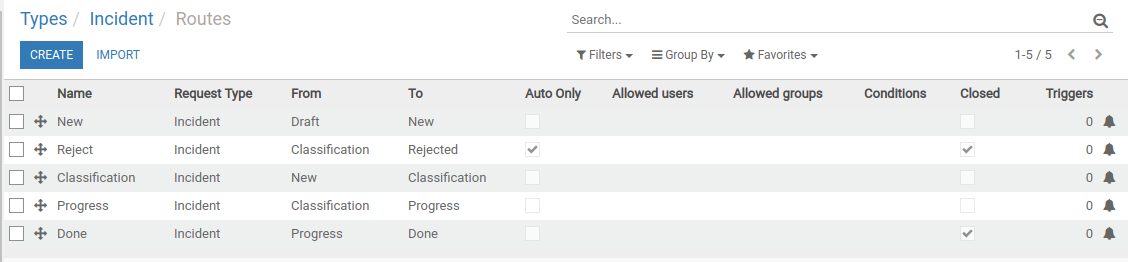 Types / Incident / Routes
Search...
CREATE IMPORT Filters Group By Favorites 1-5 / 5
Name Request Type From To Auto Only Allowed users Allowed groups Conditions Closed Triggers
New Incident Draft New 0
Reject Incident Classification Rejected 0
Classification Incident New Classification 0
Progress Incident Classification Progress 0
Done Incident Progress Done 0